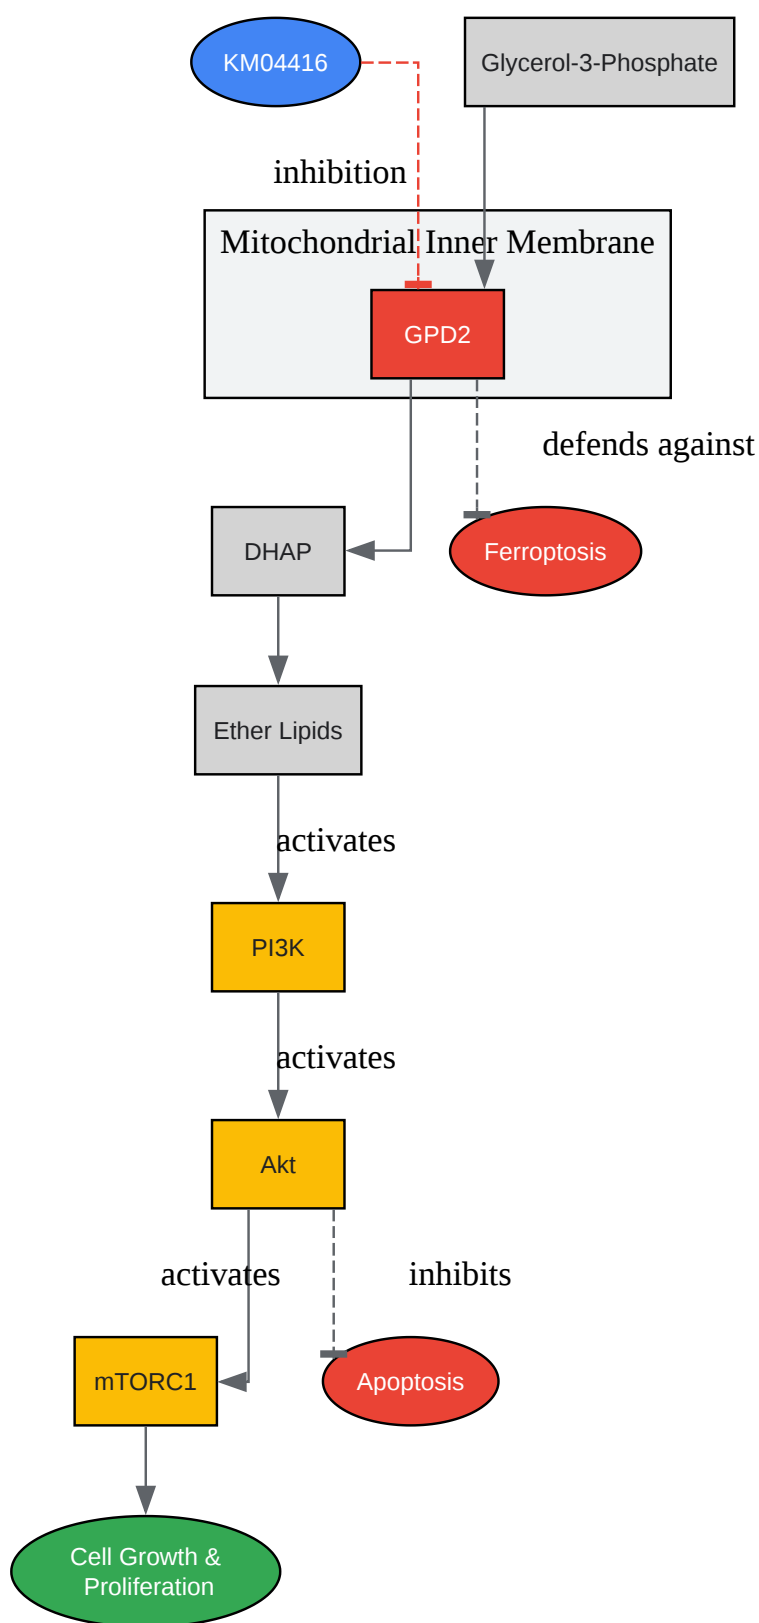 KM04416
Glycerol-3-Phosphate
inhibition
Mitochondrial Inner Membrane
GPD2
defends against
DHAP
Ferroptosis
Ether Lipids
activates
PI3K
activates
Akt
activates
inhibits
mTORC1
Apoptosis
Cell Growth &
Proliferation